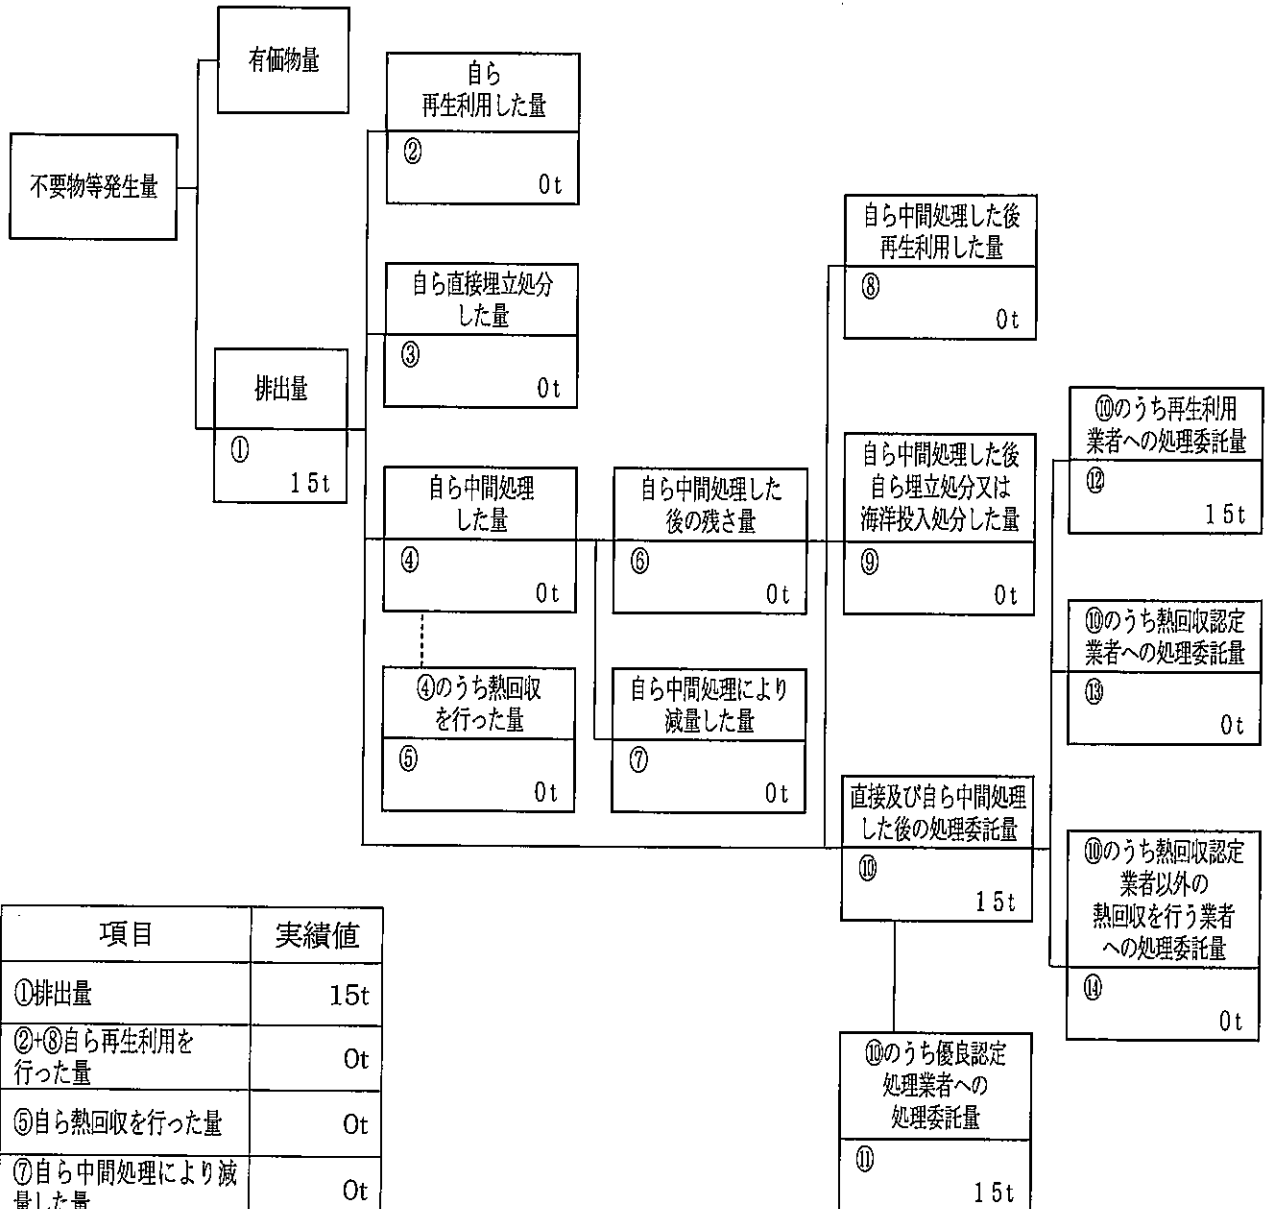 有価物量
不要物等発生量
排出量
①
15t
自ら
再生利用した量
②
0t
自ら直接埋立処分
した量
③
0t
自ら中間処理
した量
④
0t
④のうち熱回収
を行った量
⑤
0t
自ら中間処理した
後の残さ量
⑥
0t
自ら中間処理により
減量した量
⑦
0t
自ら中間処理した後
再生利用した量
⑧
0t
自ら中間処理した後
自ら埋立処分又は
海洋投入処分した量
⑨
0t
直接及び自ら中間処理
した後の処理委託量
⑩
15t
⑩のうち優良認定
処理業者への
処理委託量
⑪
15t
⑩のうち再生利用
業者への処理委託量
⑫
15t
⑩のうち熱回収認定
業者への処理委託量
⑬
0t
⑩のうち熱回収認定
業者以外の
熱回収を行う業者
への処理委託量
⑭
0t
項目 実績値
①排出量 15t
②+⑧自ら再生利用を
行った量 0t
⑤自ら熱回収を行った量 0t
⑦自ら中間処理により減
量した量 0t